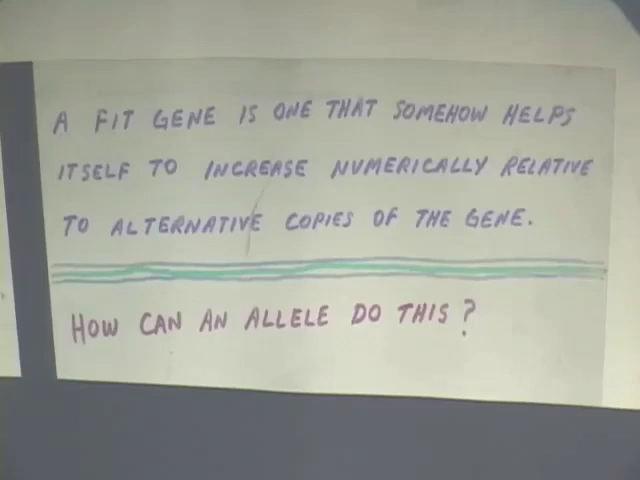 A FIT GENE IS ONE THAT SOMEHOW HELPS
ITSELF TO INCREASE NUMERICALLY RELATIVE
TO ALTERNATIVE COPIES OF THE GENE.
HOW CAN AN ALLELE DO THIS?